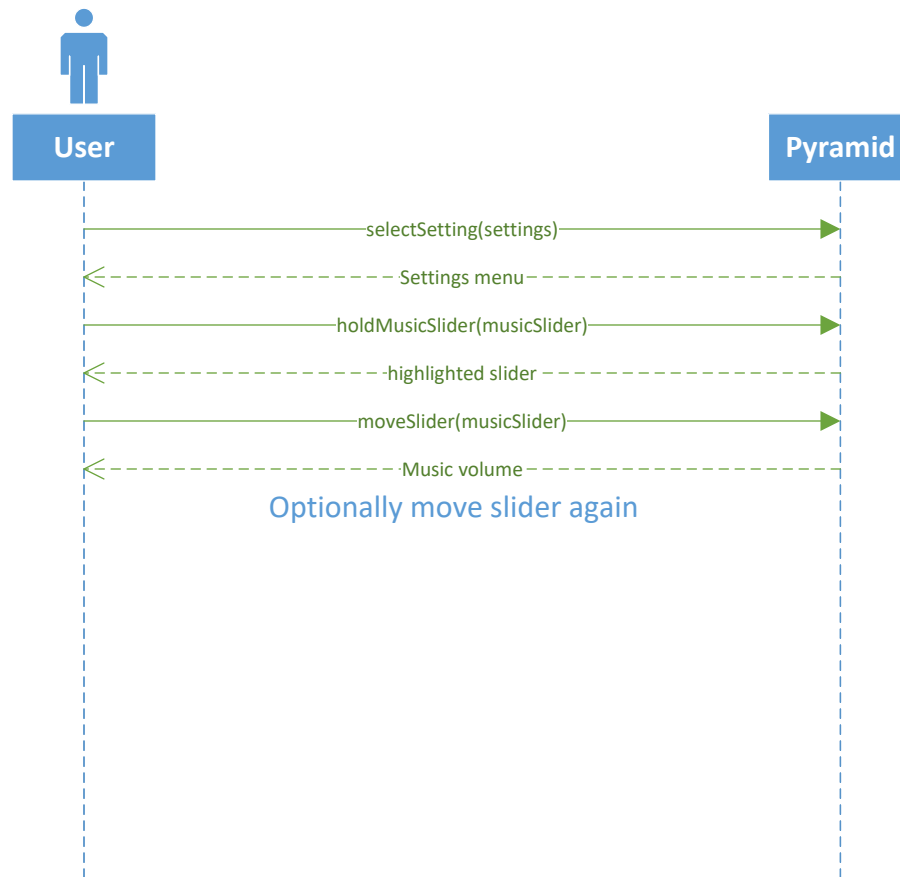 User
Pyramid
selectSetting(settings)
Settings menu
holdMusicSlider(musicSlider)
highlighted slider
moveSlider(musicSlider)
Music volume
Optionally move slider again